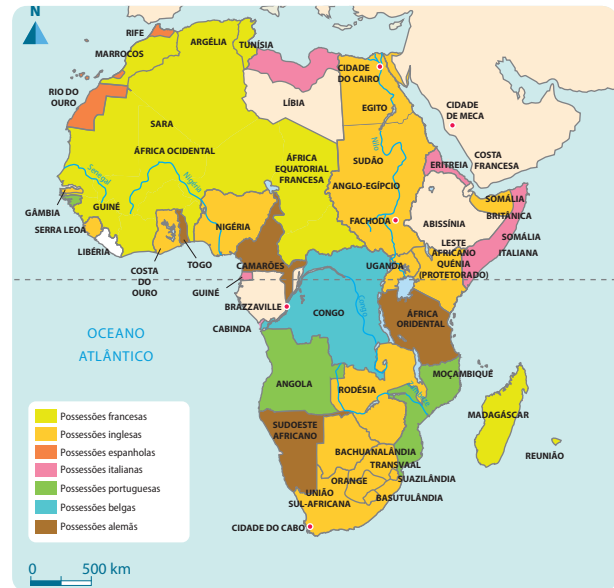 N
RIFE
MARROCOS
ARGÉLIA
TUNÍSIA
RIO DO
OURO
LÍBIA
CIDADE
DO CAIRO
EGITO
CIDADE
DE MECA
SARA
ÁFRICA OCIDENTAL
ÁFRICA
EQUATORIAL
FRANCESA
Nilo
SUDÃO
ANGLO-EGÍPCIO
COSTA
FRANCESA
ERITREIA
Senegal
Nigéria
GÂMBIA
GUINÉ
SERRA LEOA
LIBÉRIA
NIGÉRIA
FACHODA
ABISSÍNIA
SOMÁLIA
BRITÂNICA
SOMÁLIA
ITALIANA
COSTA
DO
OURO
TOGO
CAMARÕES
UGANDA
LESTE
AFRICANO
QUÉNIA
(PROTETORADO)
GUINÉ
BRAZZAVILLE
CONGO
Congo
CABINDA
ÁFRICA
ORIDENTAL
OCEANO
ATLÂNTICO
ANGOLA
RODÉSIA
MOÇAMBIQUE
MADAGÁSCAR
REUNIÃO
SUDOESTE
AFRICANO
BACHUANALÂNDIA
TRANSVAAL
SUAZILÂNDIA
ORANGE
BASUTULÂNDIA
UNIÃO
SUL-AFRICANA
CIDADE DO CABO
Possessões francesas
Possessões inglesas
Possessões espanholas
Possessões italianas
Possessões portuguesas
Possessões belgas
Possessões alemãs
0 500 km